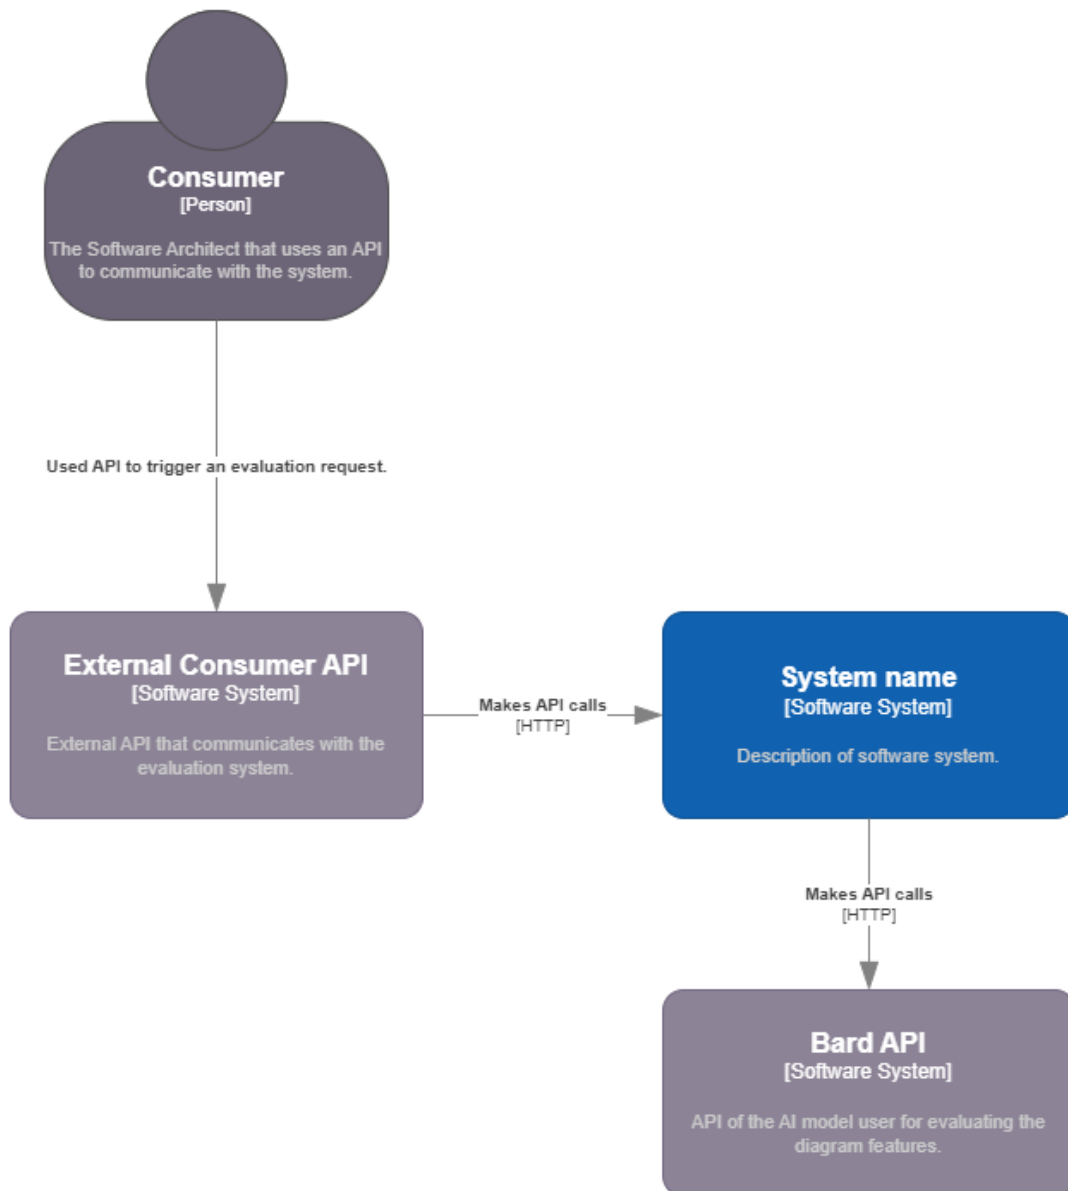 Consumer
[Person]
The Software Architect that uses an API
to communicate with the system.
Used API to trigger an evaluation request.
External Consumer API
[Software System]
External API that communicates with the
evaluation system.
Makes API calls
[HTTP]
System name
[Software System]
Description of software system.
Makes API calls
[HTTP]
Bard API
[Software System]
API of the AI model user for evaluating the
diagram features.